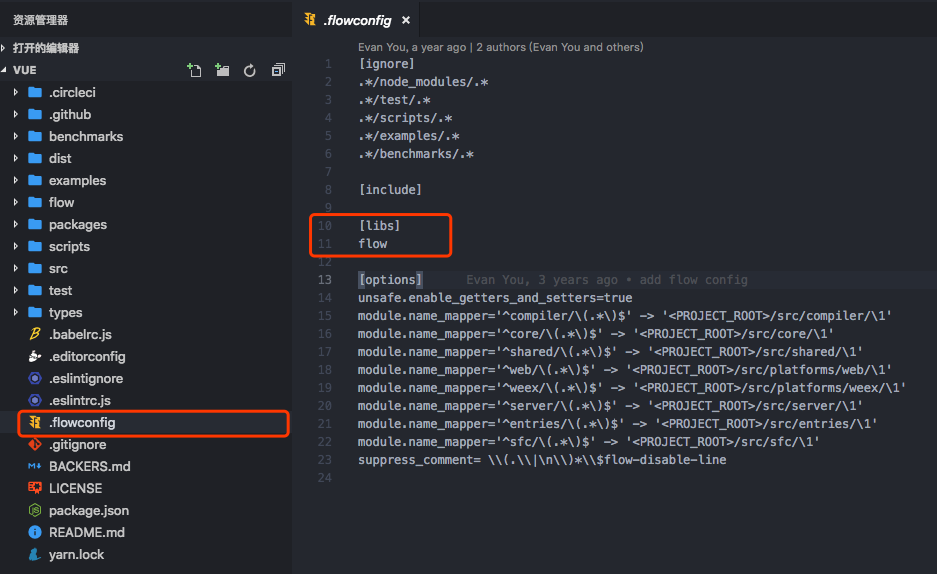 资源管理器
打开的编辑器
VUE
.circleci
.github
benchmarks
dist
examples
flow
packages
scripts
src
test
types
.babelrc.js
.editorconfig
.eslintignore
.eslintrc.js
.flowconfig
.gitignore
BACKERS.md
LICENSE
package.json
README.md
yarn.lock
.flowconfig ×
Evan You, a year ago | 2 authors (Evan You and others)
1 [ignore]
2 .*/node_modules/.*
3 .*/test/.*
4 .*/scripts/.*
5 .*/examples/.*
6 .*/benchmarks/.*
7
8 [include]
9
10 [libs]
11 flow
12
13 [options] Evan You, 3 years ago • add flow config
14 unsafe.enable_getters_and_setters=true
15 module.name_mapper='^compiler/\(.*\)$' -> '<PROJECT_ROOT>/src/compiler/\1'
16 module.name_mapper='^core/\(.*\)$' -> '<PROJECT_ROOT>/src/core/\1'
17 module.name_mapper='^shared/\(.*\)$' -> '<PROJECT_ROOT>/src/shared/\1'
18 module.name_mapper='^web/\(.*\)$' -> '<PROJECT_ROOT>/src/platforms/web/\1'
19 module.name_mapper='^weex/\(.*\)$' -> '<PROJECT_ROOT>/src/platforms/weex/\1'
20 module.name_mapper='^server/\(.*\)$' -> '<PROJECT_ROOT>/src/server/\1'
21 module.name_mapper='^entries/\(.*\)$' -> '<PROJECT_ROOT>/src/entries/\1'
22 module.name_mapper='^sfc/\(.*\)$' -> '<PROJECT_ROOT>/src/sfc/\1'
23 suppress_comment= \\(.\\|\n\\)*\\$flow-disable-line
24